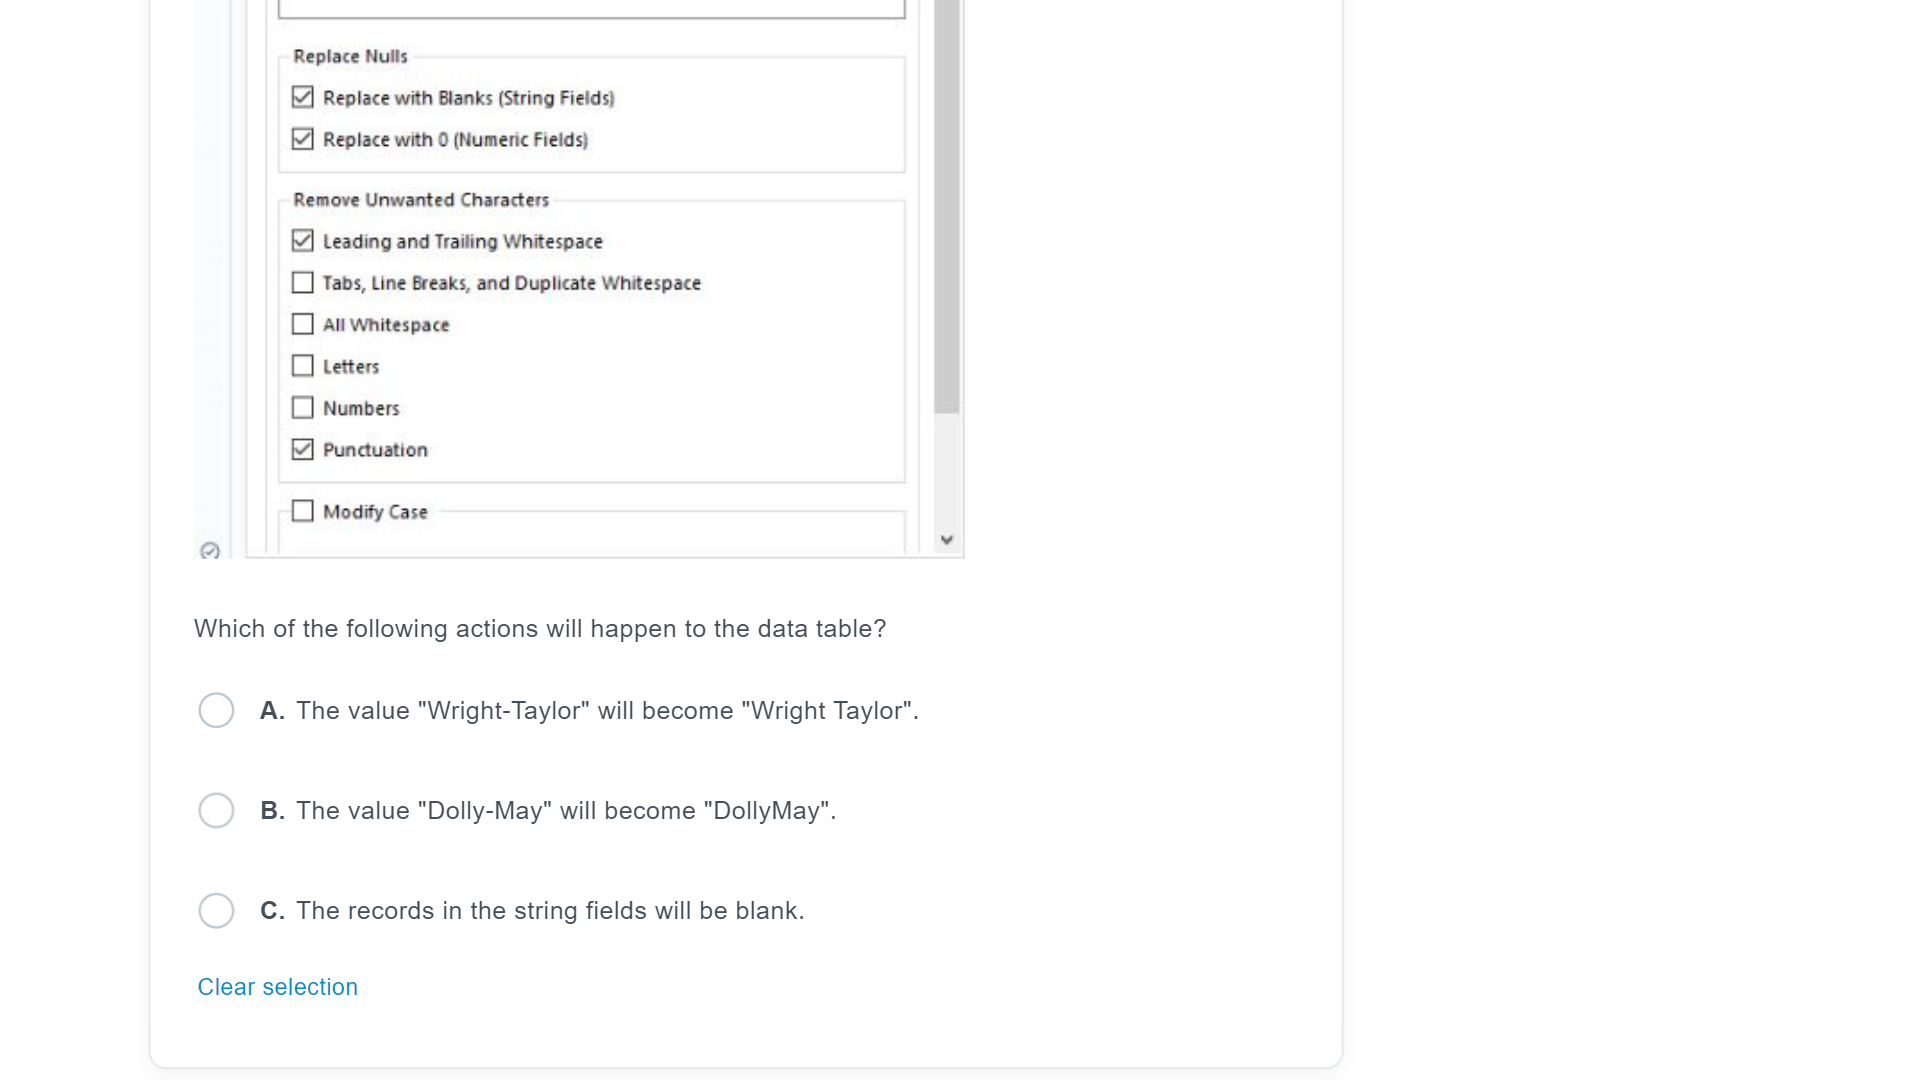 Replace Nulls
Replace with Blanks (String Fields)
Replace with 0 (Numeric Fields)
Remove Unwanted Characters
Leading and Trailing Whitespace
Tabs, Line Breaks, and Duplicate Whitespace
All Whitespace
Letters
Numbers
Punctuation
Modify Case
Which of the following actions will happen to the data table?
A. The value "Wright-Taylor" will become "Wright Taylor".
B. The value "Dolly-May" will become "DollyMay".
C. The records in the string fields will be blank.
Clear selection